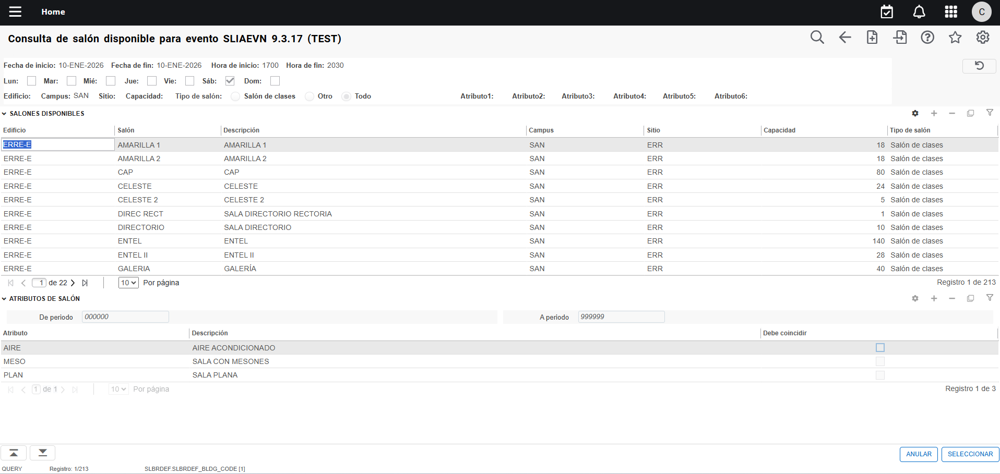 Home
C
Consulta de salón disponible para evento SLIAEVN 9.3.17 (TEST)
Fecha de inicio: 10-ENE-2026 Fecha de fin: 10-ENE-2026 Hora de inicio: 1700 Hora de fin: 2030
Lun: Mar: Mié: Jue: Vie: Sáb: Dom:
Edificio: Campus: SAN Sitio: Capacidad: Tipo de salón: Salón de clases Otro Todo Atributo1: Atributo2: Atributo3: Atributo4: Atributo5: Atributo6:
SALONES DISPONIBLES
Edificio Salón Descripción Campus Sitio Capacidad Tipo de salón
ERRE-E AMARILLA 1 AMARILLA 1 SAN ERR 18 Salón de clases
ERRE-E AMARILLA 2 AMARILLA 2 SAN ERR 18 Salón de clases
ERRE-E CAP CAP SAN ERR 80 Salón de clases
ERRE-E CELESTE CELESTE SAN ERR 24 Salón de clases
ERRE-E CELESTE 2 CELESTE 2 SAN ERR 5 Salón de clases
ERRE-E DIREC RECT SALA DIRECTORIO RECTORIA SAN ERR 1 Salón de clases
ERRE-E DIRECTORIO SALA DIRECTORIO SAN ERR 10 Salón de clases
ERRE-E ENTEL ENTEL SAN ERR 140 Salón de clases
ERRE-E ENTEL II ENTEL II SAN ERR 28 Salón de clases
ERRE-E GALERIA GALERÍA SAN ERR 40 Salón de clases
1 de 22 10 Por página Registro 1 de 213
ATRIBUTOS DE SALÓN
De periodo 000000 A periodo 999999
Atributo Descripción Debe coincidir
AIRE AIRE ACONDICIONADO
MESO SALA CON MESONES
PLAN SALA PLANA
1 de 1 10 Por página Registro 1 de 3
ANULAR SELECCIONAR
QUERY Registro: 1/213 SLBRDEF.SLBRDEF_BLDG_CODE [1]